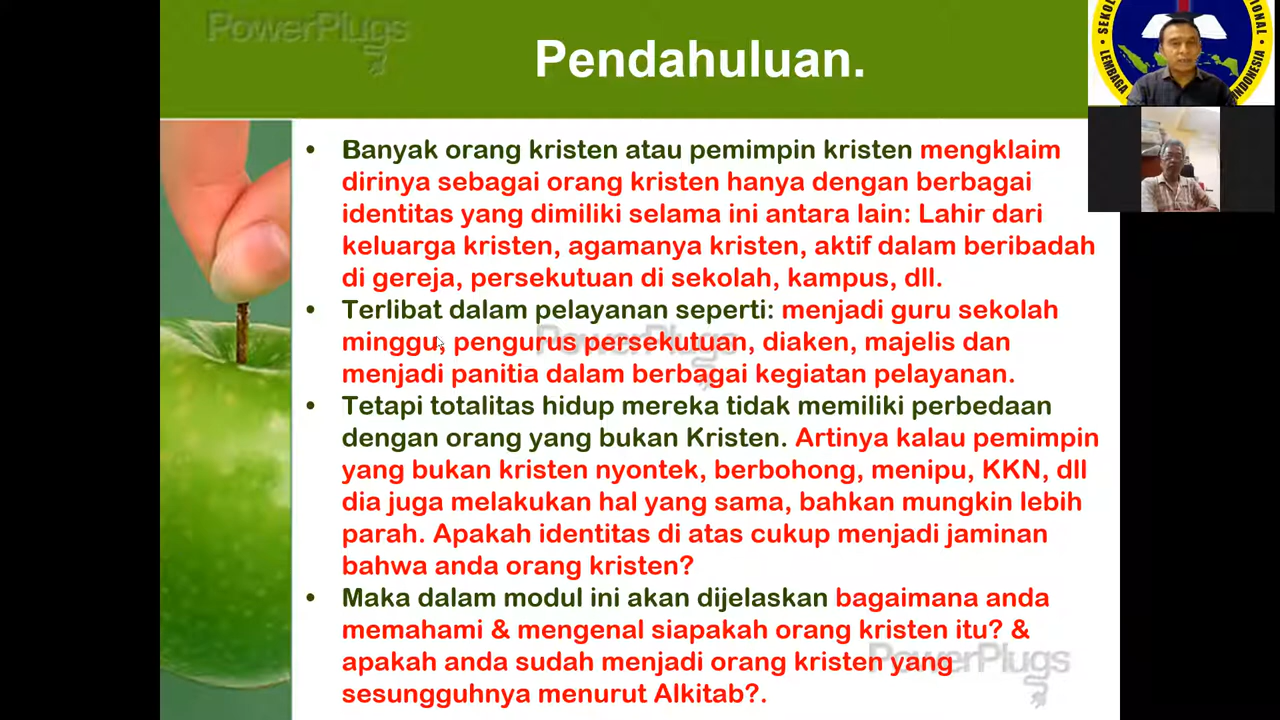 PowerPlugs
Pendahuluan.
• Banyak orang kristen atau pemimpin kristen mengklaim
dirinya sebagai orang kristen hanya dengan berbagai
identitas yang dimiliki selama ini antara lain: Lahir dari
keluarga kristen, agamanya kristen, aktif dalam beribadah
di gereja, persekutuan di sekolah, kampus, dll.
• Terlibat dalam pelayanan seperti: menjadi guru sekolah
minggu, pengurus persekutuan, diaken, majelis dan
PowerPlugs
menjadi panitia dalam berbagai kegiatan pelayanan.
• Tetapi totalitas hidup mereka tidak memiliki perbedaan
dengan orang yang bukan Kristen. Artinya kalau pemimpin
yang bukan kristen nyontek, berbohong, menipu, KKN, dll
dia juga melakukan hal yang sama, bahkan mungkin lebih
parah. Apakah identitas di atas cukup menjadi jaminan
bahwa anda orang kristen?
• Maka dalam modul ini akan dijelaskan bagaimana anda
memahami & mengenal siapakah orang kristen itu? &
apakah anda sudah menjadi orang kristen yang
PowerPlugs
sesungguhnya menurut Alkitab?.
LEMBAGA